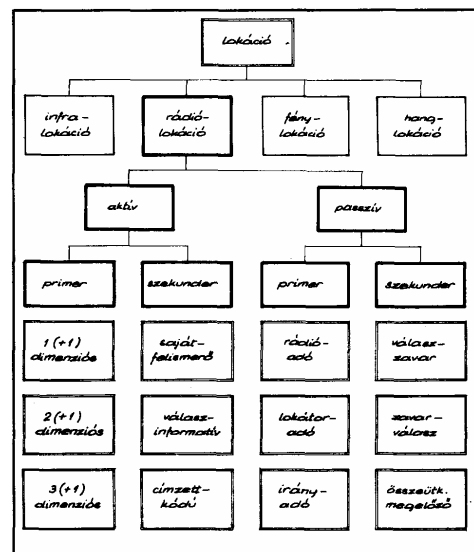 lokáció
infra-
lokáció
rádió-
lokáció
fény-
lokáció
hang-
lokáció
aktív
passzív
primer
szekunder
primer
szekunder
1(+1)
dimenziós
saját-
felismerő
rádió-
adó
válasz-
zavar
2(+1)
dimenziós
válasz-
informatív
lokátor-
adó
zavar-
válasz
3(+1)
dimenziós
címzett-
kódú
irány-
adó
összeütk.
megelőző